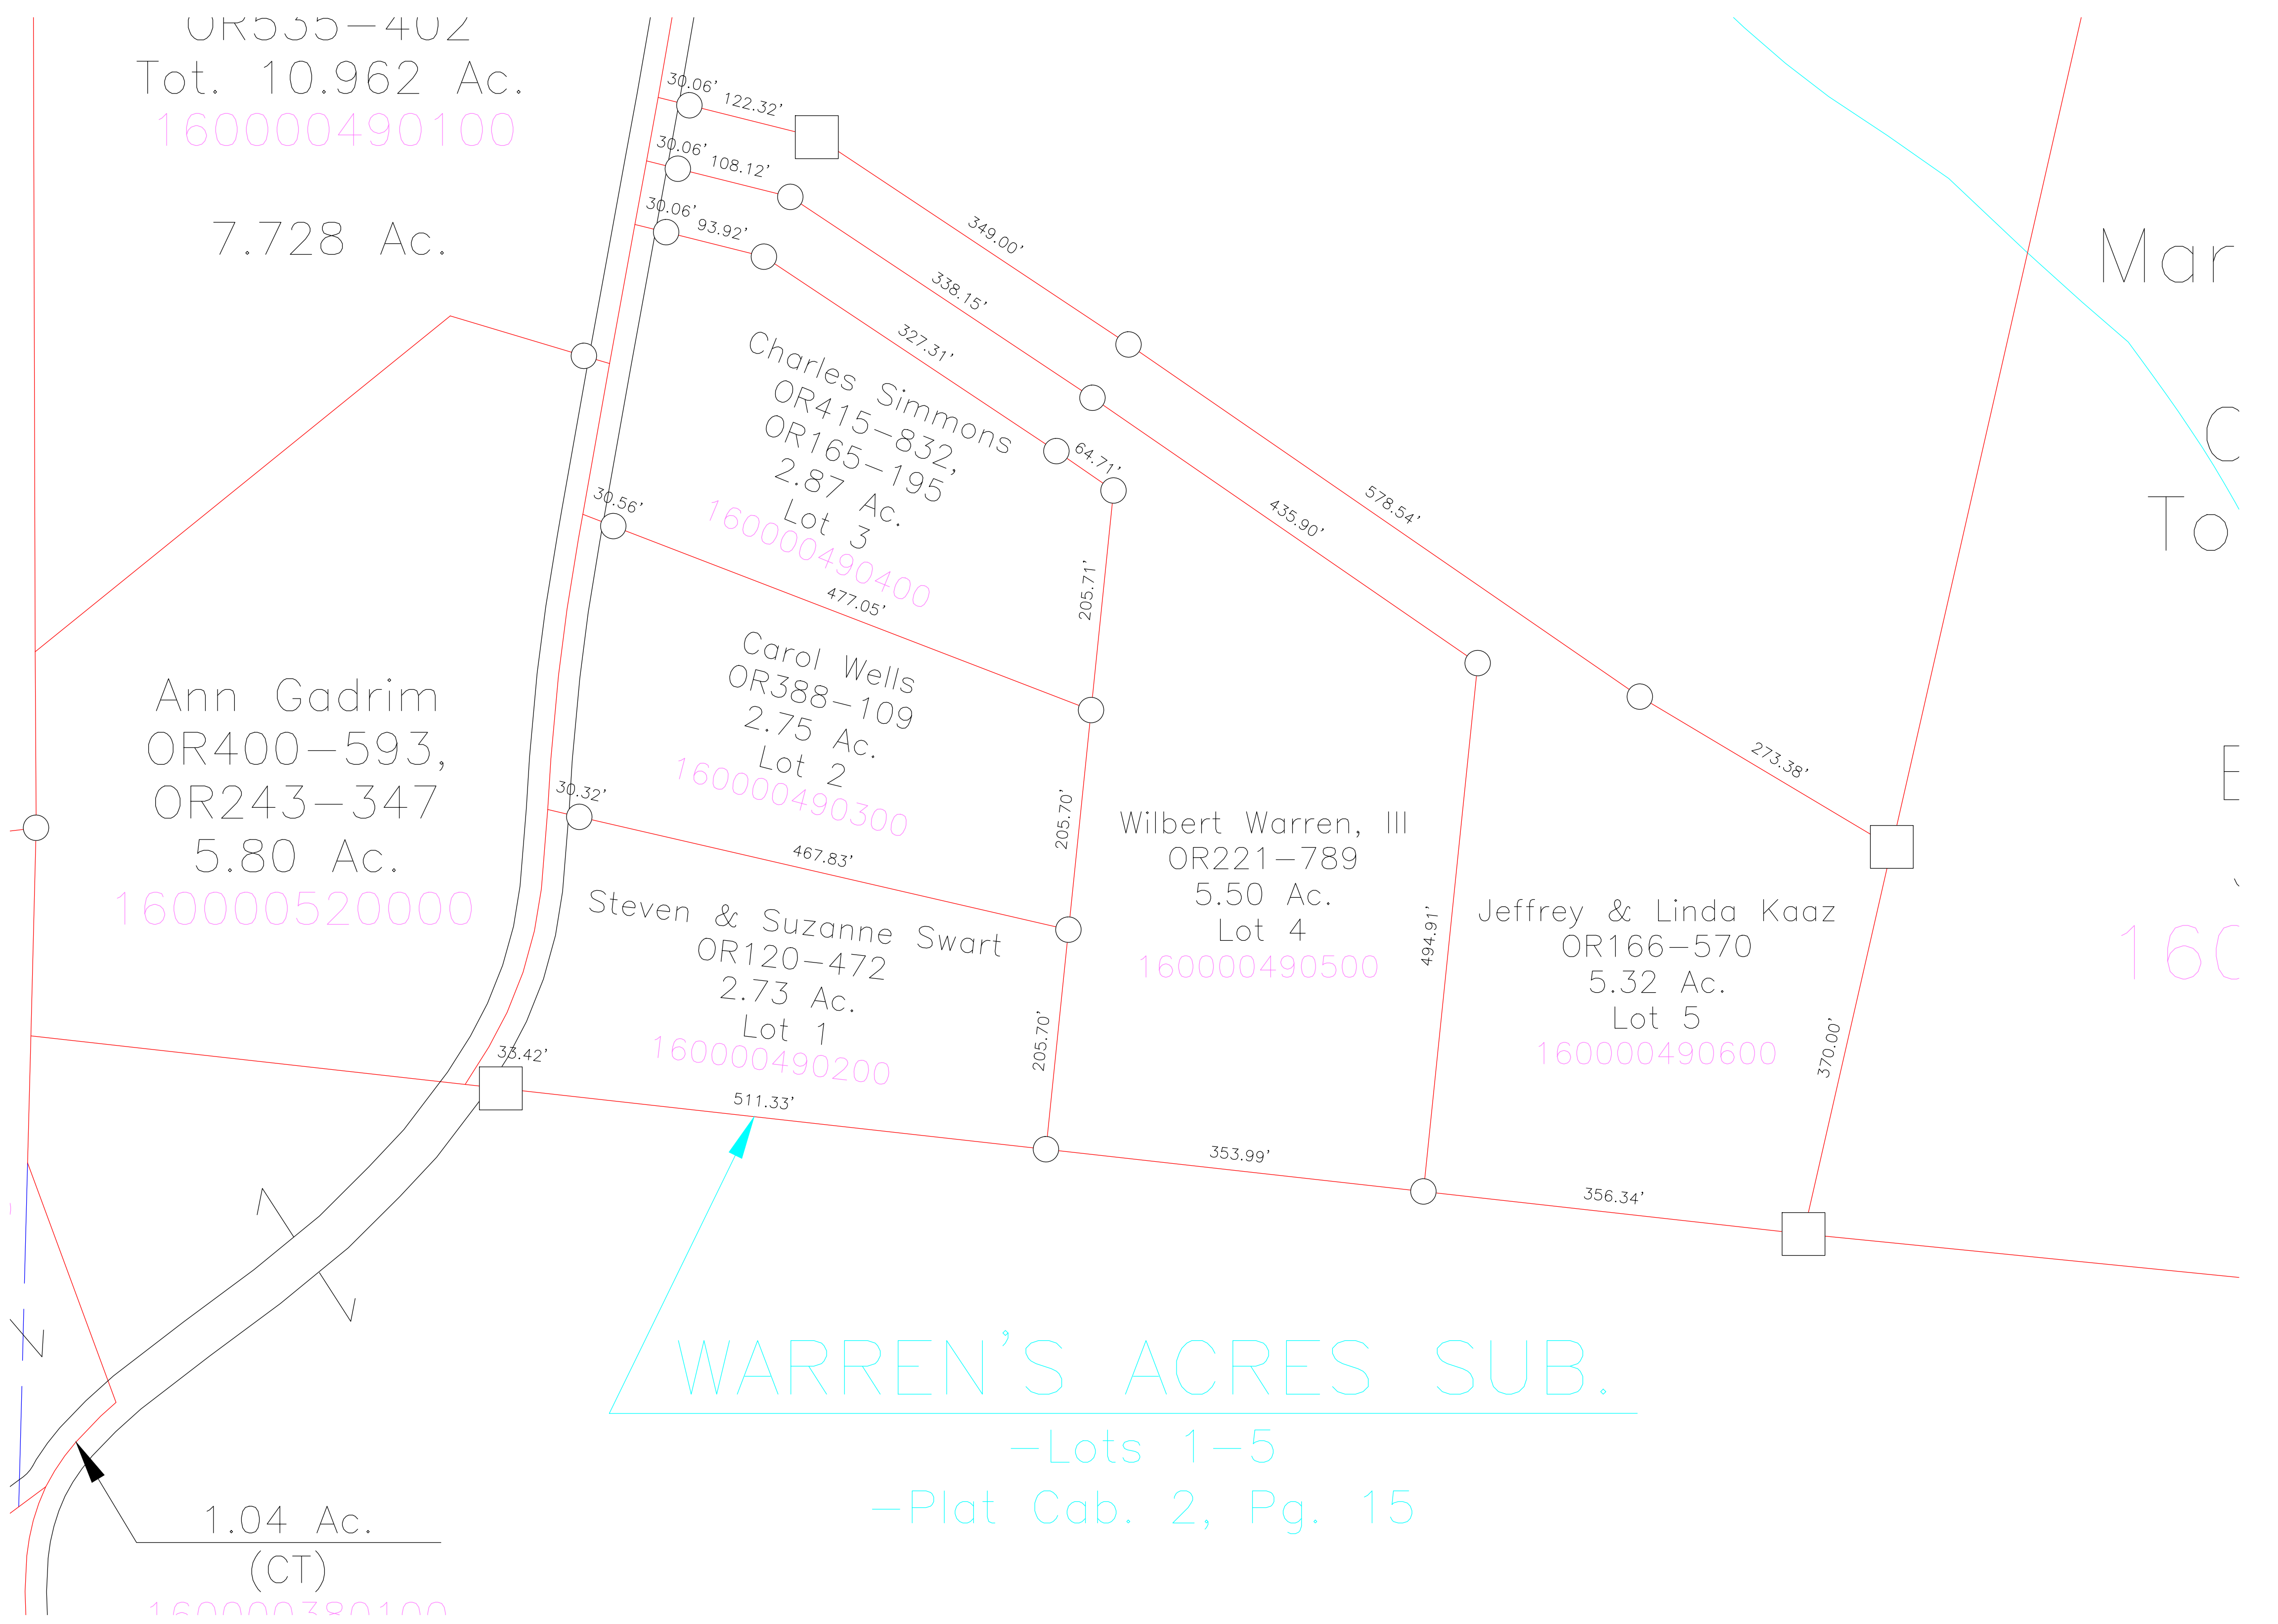 OR535-402
Tot. 10.962 Ac.
160000490100
7.728 Ac.
30.06' 122.32'
30.06' 108.12'
30.06' 93.92'
349.00'
338.15'
327.31'
64.71'
578.54'
435.90'
273.38'
Charles Simmons
OR415-832,
OR165-195
2.87 Ac.
Lot 3
160000490400
30.56'
477.05'
205.71'
Carol Wells
OR388-109
2.75 Ac.
Lot 2
160000490300
30.32'
467.83'
205.70'
Ann Gadrim
OR400-593,
OR243-347
5.80 Ac.
160000520000
Steven & Suzanne Swart
OR120-472
2.73 Ac.
Lot 1
160000490200
33.42'
511.33'
205.70'
Wilbert Warren, III
OR221-789
5.50 Ac.
Lot 4
160000490500
494.91'
353.99'
Jeffrey & Linda Kaaz
OR166-570
5.32 Ac.
Lot 5
160000490600
370.00'
356.34'
Mar
To
160
WARREN'S ACRES SUB.
-Lots 1-5
-Plat Cab. 2, Pg. 15
1.04 Ac.
(CT)
160000380100